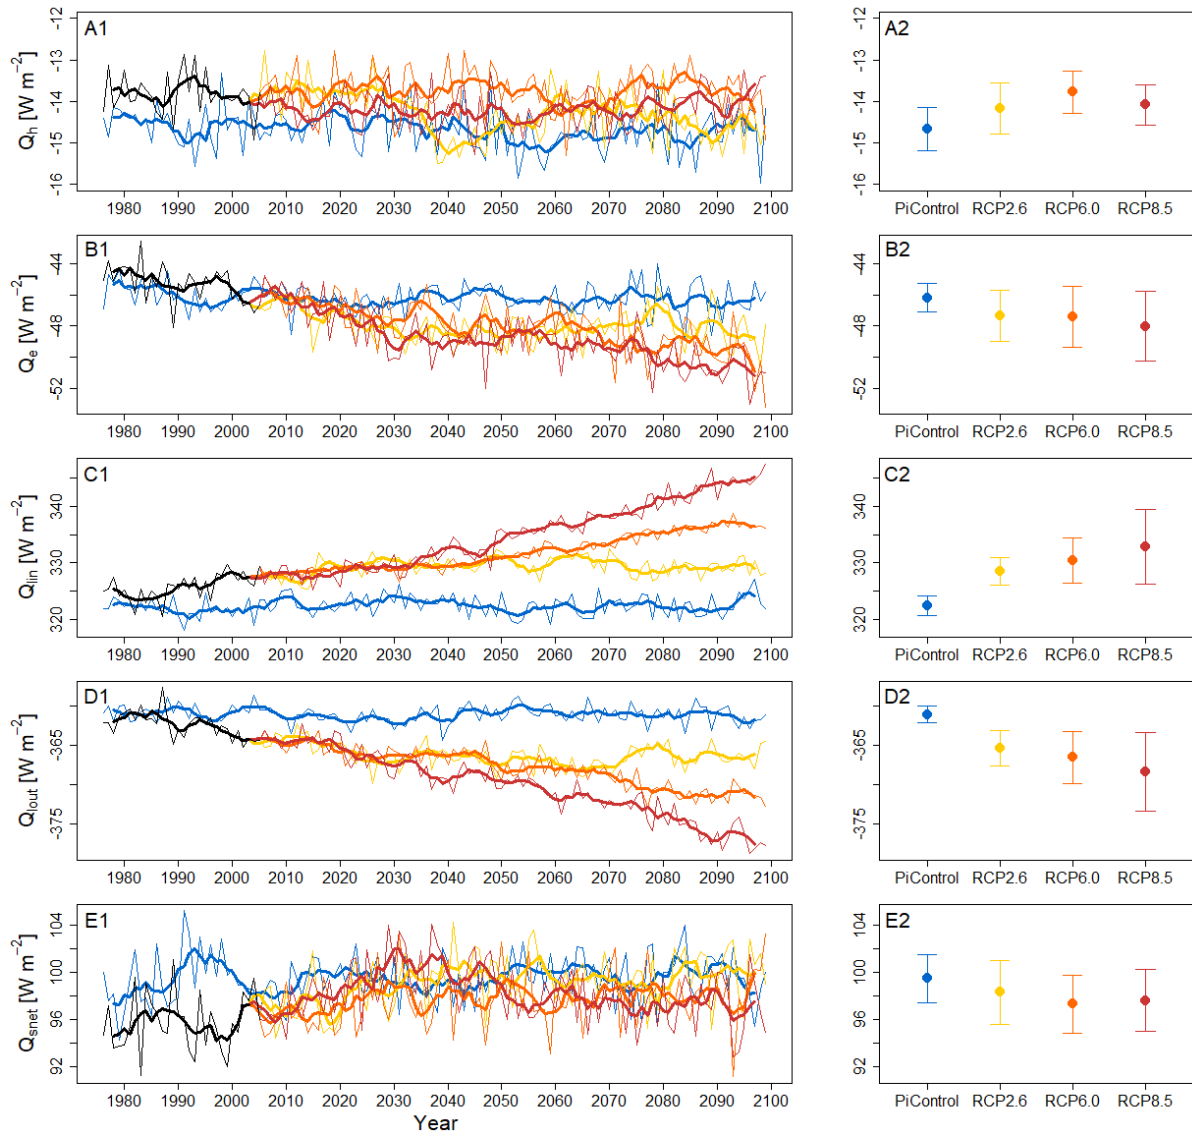 A1
Q_h [W m⁻²]
-12
-13
-14
-15
-16
1980 1990 2000 2010 2020 2030 2040 2050 2060 2070 2080 2090 2100
A2
-12
-13
-14
-15
-16
PiControl RCP2.6 RCP6.0 RCP8.5
B1
Q_e [W m⁻²]
-44
-48
-52
1980 1990 2000 2010 2020 2030 2040 2050 2060 2070 2080 2090 2100
B2
-44
-48
-52
PiControl RCP2.6 RCP6.0 RCP8.5
C1
Q_lin [W m⁻²]
340
330
320
1980 1990 2000 2010 2020 2030 2040 2050 2060 2070 2080 2090 2100
C2
340
330
320
PiControl RCP2.6 RCP6.0 RCP8.5
D1
Q_lout [W m⁻²]
-365
-375
1980 1990 2000 2010 2020 2030 2040 2050 2060 2070 2080 2090 2100
D2
-365
-375
PiControl RCP2.6 RCP6.0 RCP8.5
E1
Q_snet [W m⁻²]
104
100
96
92
1980 1990 2000 2010 2020 2030 2040 2050 2060 2070 2080 2090 2100
Year
E2
104
100
96
92
PiControl RCP2.6 RCP6.0 RCP8.5